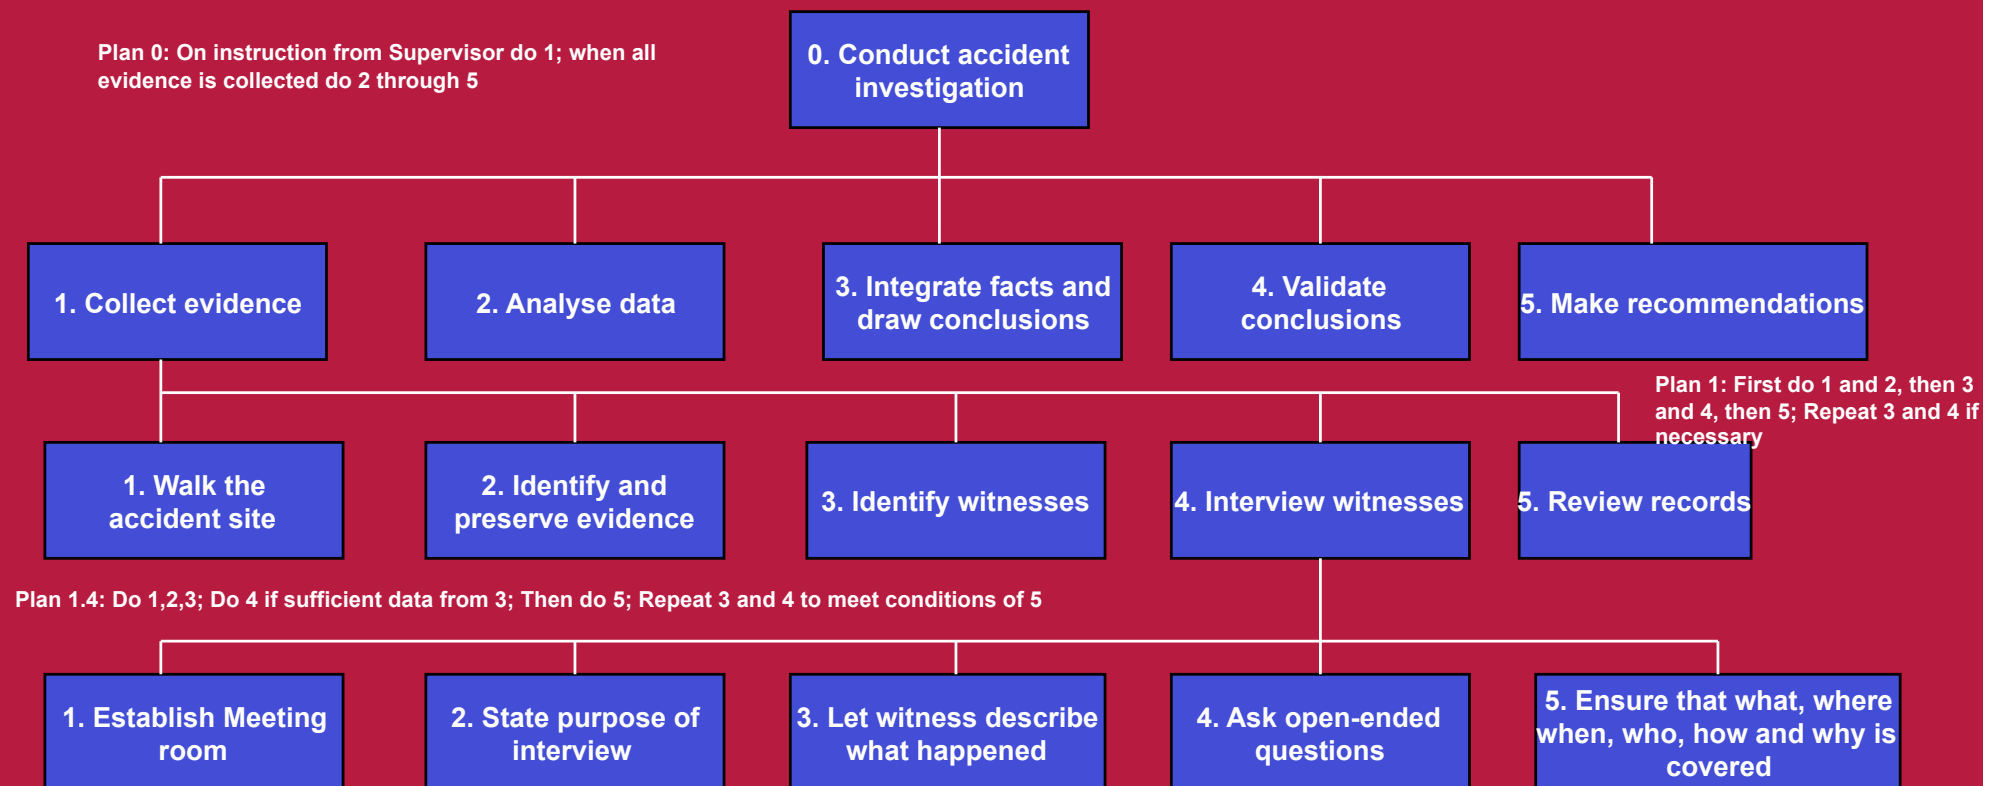 Plan 0: On instruction from Supervisor do 1; when all
evidence is collected do 2 through 5
0. Conduct accident
investigation
1. Collect evidence
2. Analyse data
3. Integrate facts and
draw conclusions
4. Validate
conclusions
5. Make recommendations
Plan 1: First do 1 and 2, then 3
and 4, then 5; Repeat 3 and 4 if
necessary
1. Walk the
accident site
2. Identify and
preserve evidence
3. Identify witnesses
4. Interview witnesses
5. Review records
Plan 1.4: Do 1,2,3; Do 4 if sufficient data from 3; Then do 5; Repeat 3 and 4 to meet conditions of 5
1. Establish Meeting
room
2. State purpose of
interview
3. Let witness describe
what happened
4. Ask open-ended
questions
5. Ensure that what, where
when, who, how and why is
covered